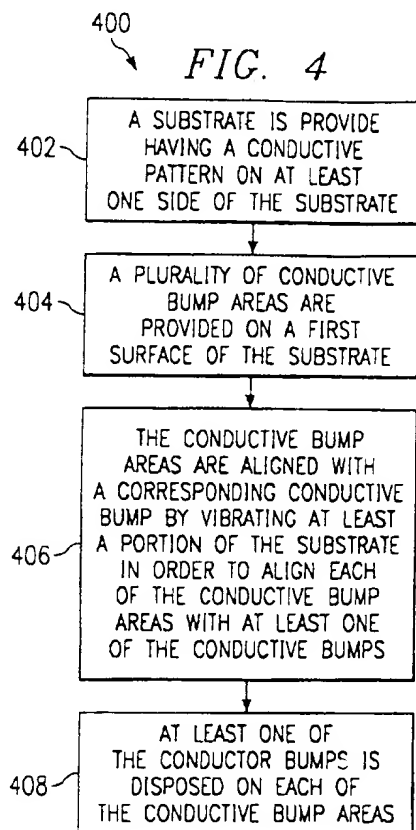 400
FIG. 4
402
A SUBSTRATE IS PROVIDE
HAVING A CONDUCTIVE
PATTERN ON AT LEAST
ONE SIDE OF THE SUBSTRATE
404
A PLURALITY OF CONDUCTIVE
BUMP AREAS ARE
PROVIDED ON A FIRST
SURFACE OF THE SUBSTRATE
406
THE CONDUCTIVE BUMP
AREAS ARE ALIGNED WITH
A CORRESPONDING CONDUCTIVE
BUMP BY VIBRATING AT LEAST
A PORTION OF THE SUBSTRATE
IN ORDER TO ALIGN EACH
OF THE CONDUCTIVE BUMP
AREAS WITH AT LEAST ONE
OF THE CONDUCTIVE BUMPS
408
AT LEAST ONE OF
THE CONDUCTOR BUMPS IS
DISPOSED ON EACH OF
THE CONDUCTIVE BUMP AREAS